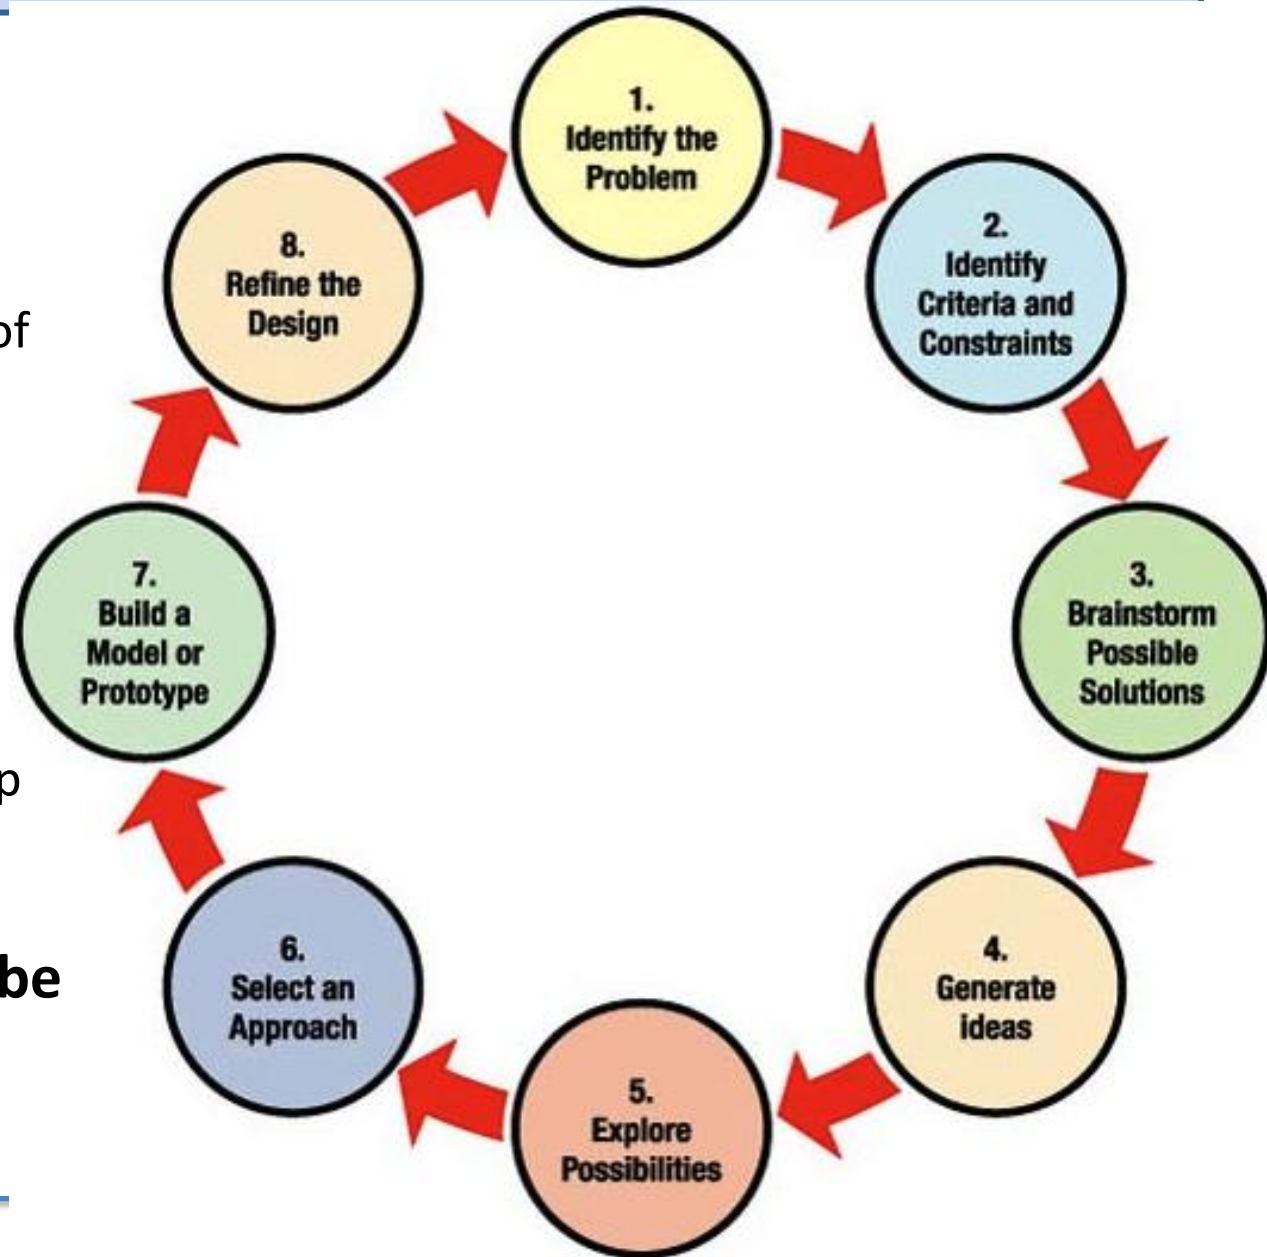 1.
Identify the
Problem
2.
Identify
Criteria and
Constraints
3.
Brainstorm
Possible
Solutions
4.
Generate
ideas
5.
Explore
Possibilities
6.
Select an
Approach
7.
Build a
Model or
Prototype
8.
Refine the
Design
of
p
be